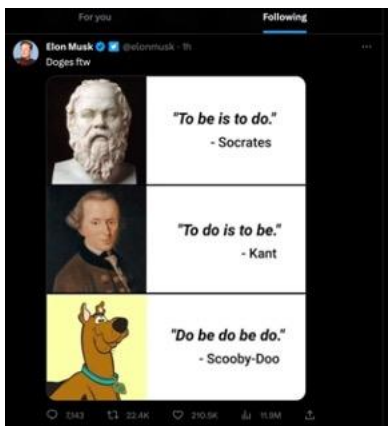 For you Following
Elon Musk @elonmusk · 1h
Doges ftw
"To be is to do."
- Socrates
"To do is to be."
- Kant
"Do be do be do."
- Scooby-Doo
7,143 22.4K 210.5K 11.9M